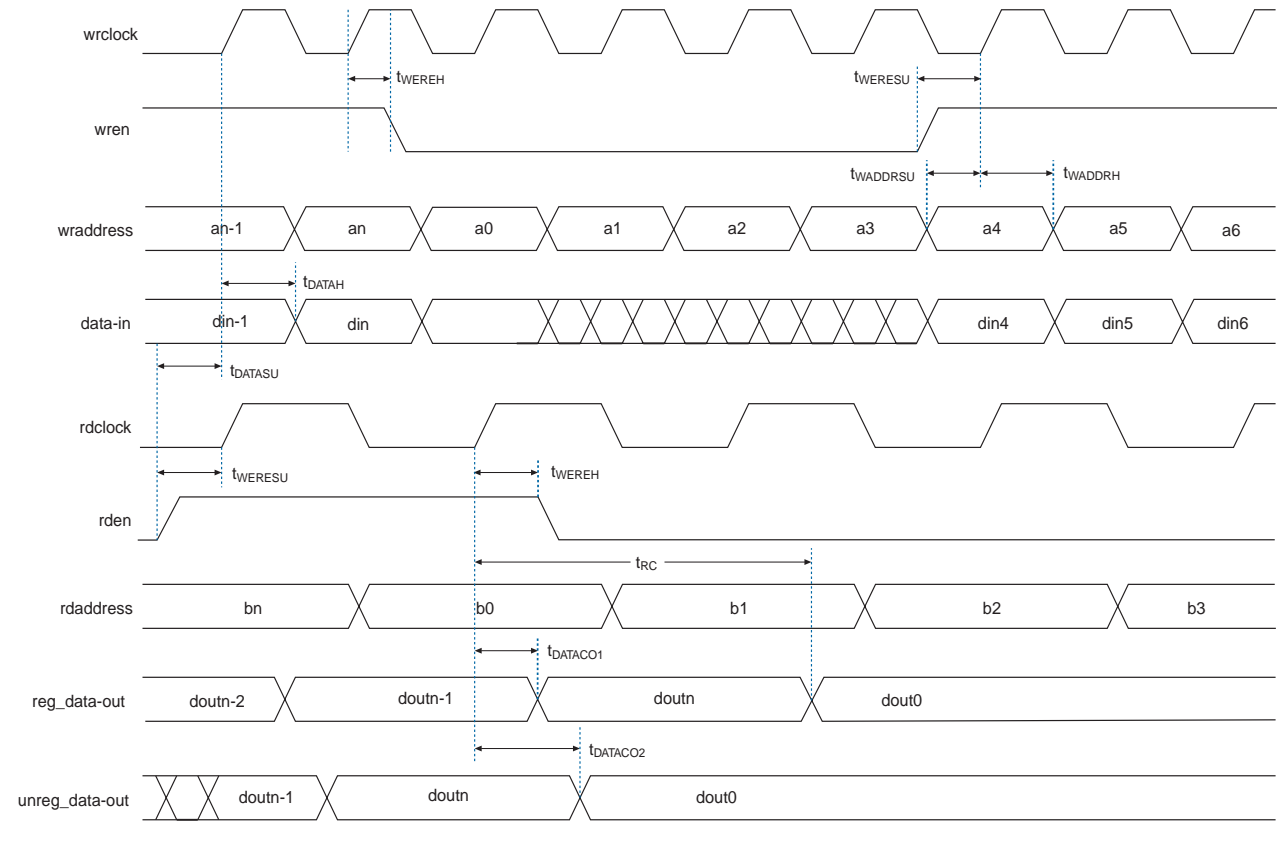 wrclock
tWEREH tWERESU
wren
tWADDRSU tWADDRH
wraddress an-1 an a0 a1 a2 a3 a4 a5 a6
tDATAH
data-in din-1 din din4 din5 din6
tDATASU
rdclock
tWERESU tWEREH
rden
tRC
rdaddress bn b0 b1 b2 b3
tDATACO1
reg_data-out doutn-2 doutn-1 doutn dout0
tDATACO2
unreg_data-out doutn-1 doutn dout0